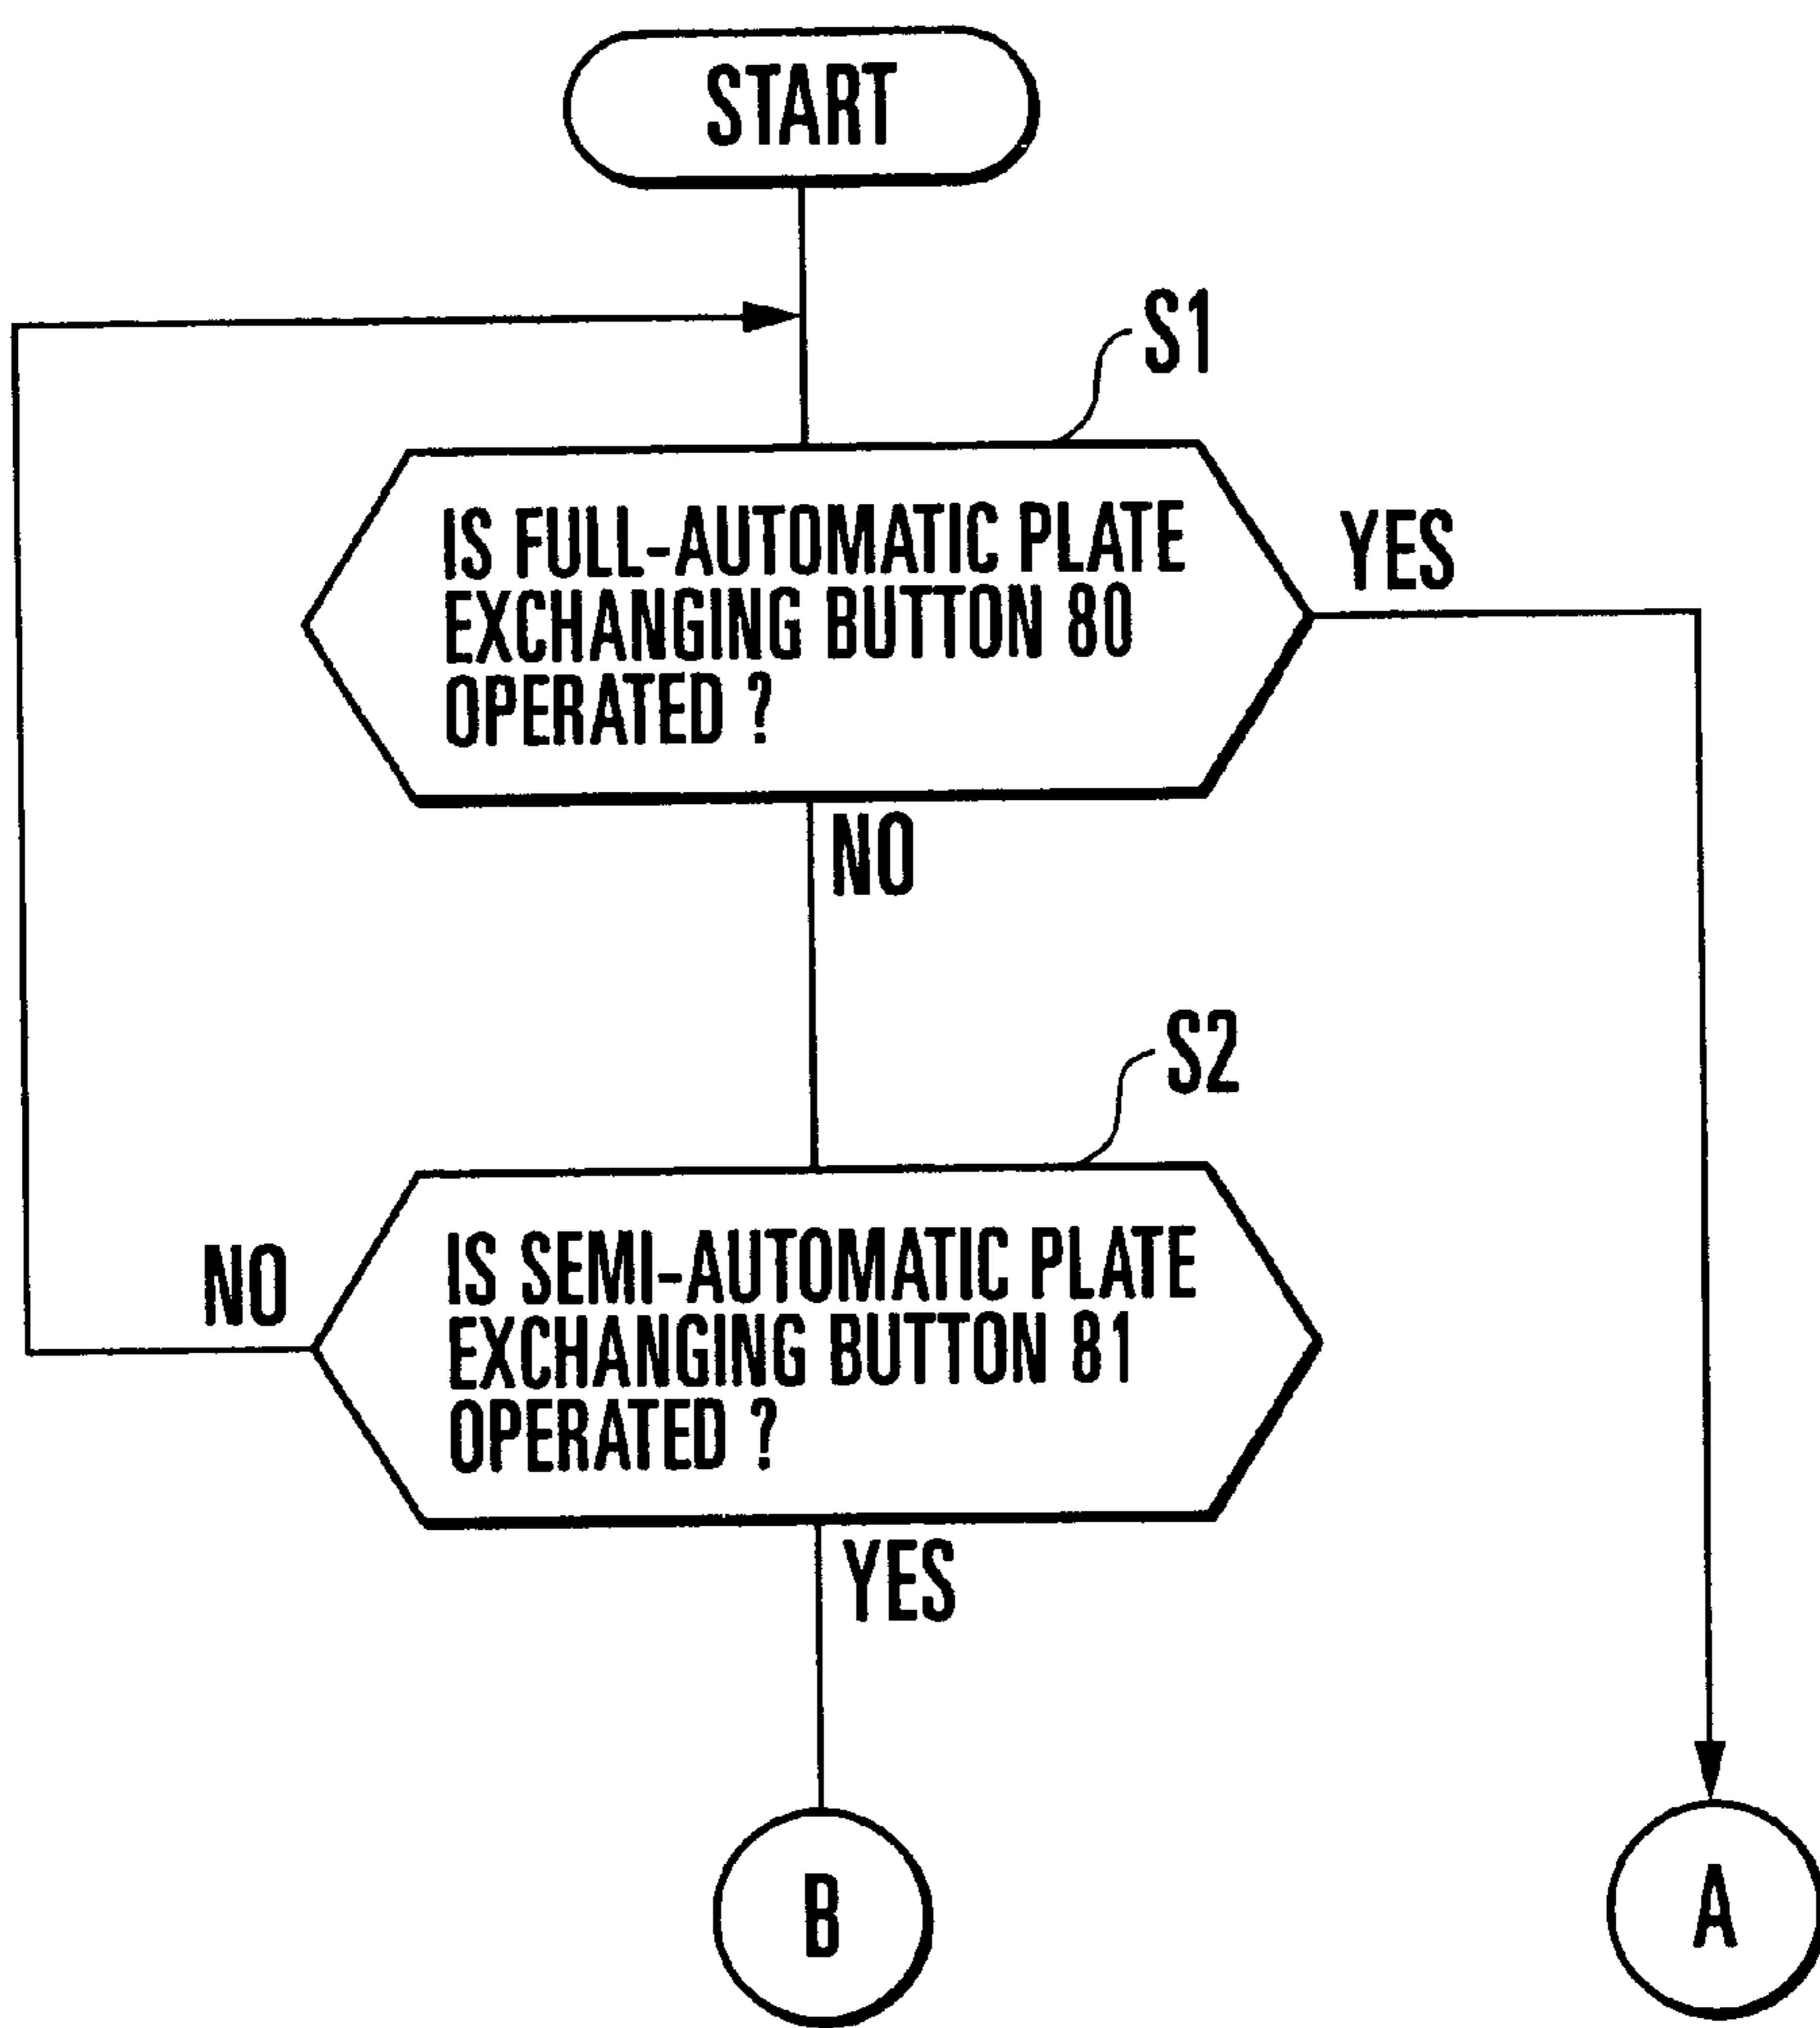 START
S1
IS FULL-AUTOMATIC PLATE
EXCHANGING BUTTON 80
OPERATED ?
YES
NO
S2
IS SEMI-AUTOMATIC PLATE
EXCHANGING BUTTON 81
OPERATED ?
NO
YES
B
A